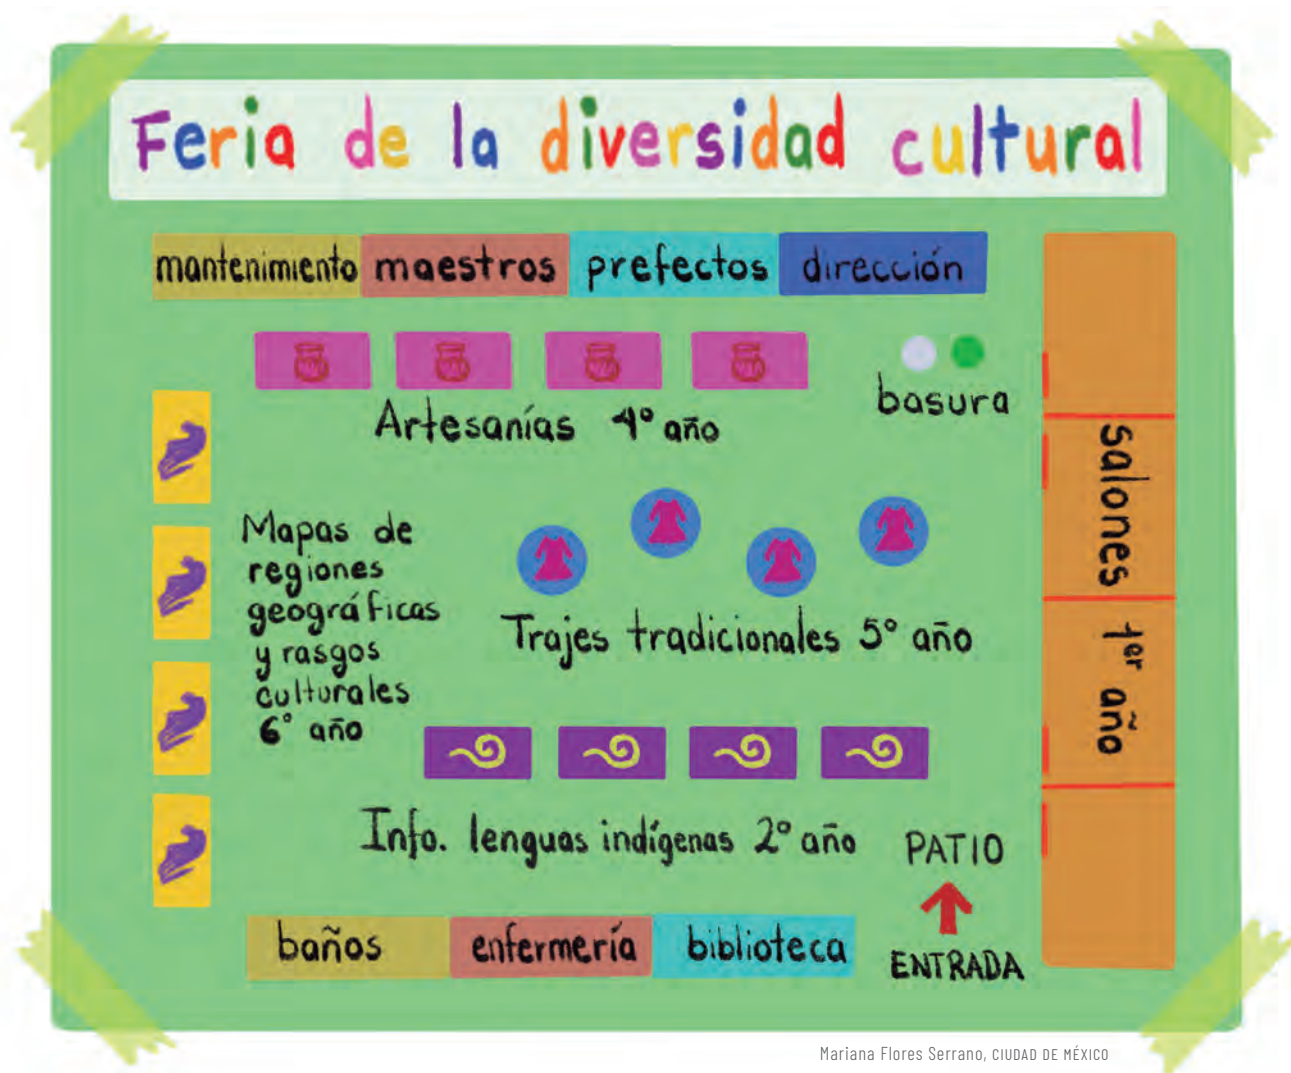 Feria de la diversidad cultural
mantenimiento maestros prefectos dirección
basura
Artesanías 4° año
Mapas de
regiones
geográficas
y rasgos
culturales
6° año
Trajes tradicionales 5° año
salones 1er año
Info. lenguas indígenas 2° año
PATIO
ENTRADA
baños enfermería biblioteca
Mariana Flores Serrano, CIUDAD DE MÉXICO